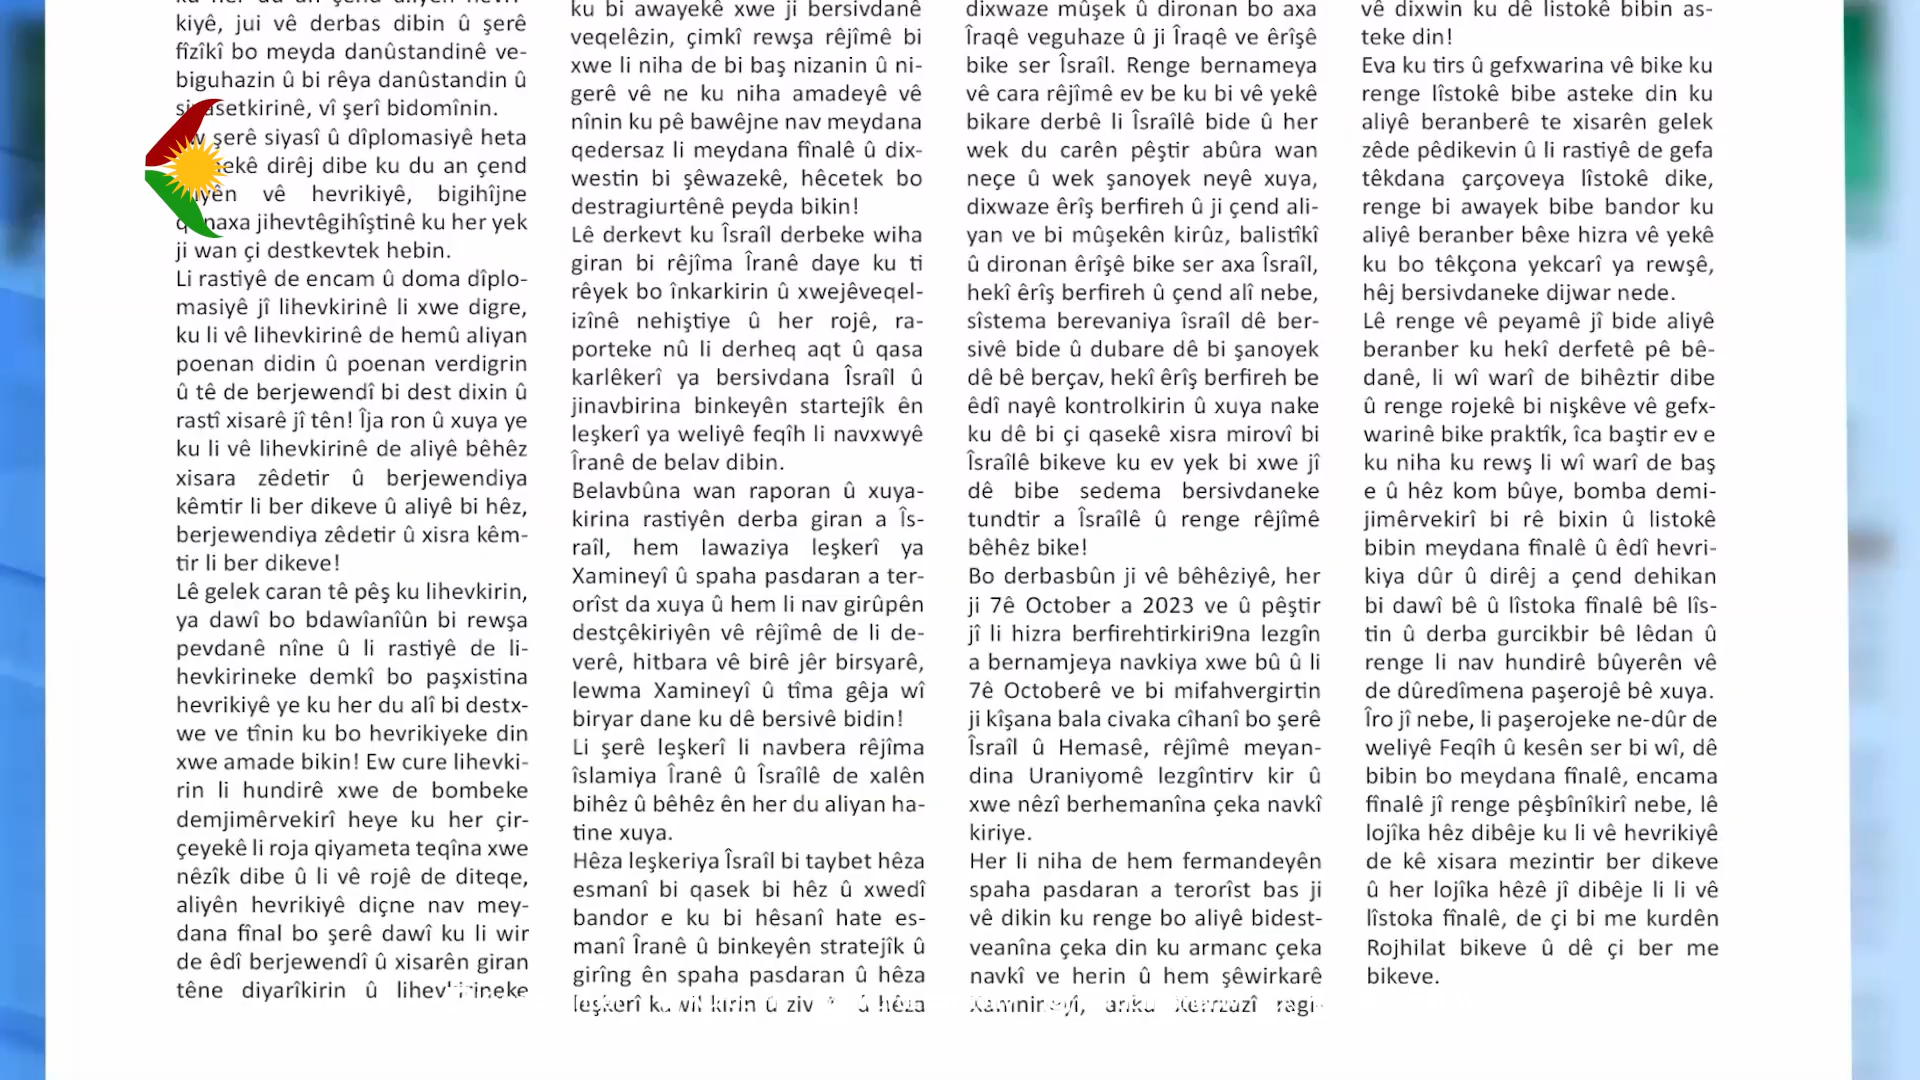 kiyê, jui vê derbas dibin û şerê
fîzîkî bo meyda danûstandinê ve-
biguhazin û bi rêya danûstandin û
vî şerî bidomînin.
şerê siyasî û dîplomasiyê heta
dirêj dibe ku du an çend
vê hevrikiyê, bigihîjne
jihevtêgihîştinê ku her yek
ji wan çi destkevtek hebin.
Li rastiyê de encam û doma dîplo-
masiyê jî lihevkirinê li xwe digre,
ku li vê lihevkirinê de hemû aliyan
poenan didin û poenan verdigrin
û tê de berjewendî bi dest dixin û
rastî xisarê jî tên! Îja ron û xuya ye
ku li vê lihevkirinê de aliyê bêhêz
xisara zêdetir û berjewendiya
kêmtir li ber dikeve û aliyê bi hêz,
berjewendiya zêdetir û xisra kêm-
tir li ber dikeve!
Lê gelek caran tê pêş ku lihevkirin,
ya dawî bo bdawîanîûn bi rewşa
pevdanê nîne û li rastiyê de li-
hevkirineke demkî bo paşxistina
hevrikiyê ye ku her du alî bi destx-
we ve tînin ku bo hevrikiyeke din
xwe amade bikin! Ew cure lihevki-
rin li hundirê xwe de bombeke
demjimêrvekirî heye ku her çir-
çeyekê li roja qiyameta teqîna xwe
nêzîk dibe û li vê rojê de diteqe,
aliyên hevrikiyê diçne nav mey-
dana final bo şerê dawî ku li wir
de êdî berjewendî û xisarên giran
têne diyarîkirin û lihevkirineke
ku bi awayekê xwe ji bersivdanê
veqelêzin, çimkî rewşa rêjîmê bi
xwe li niha de bi baş nizanin û ni-
gerê vê ne ku niha amadeyê vê
nînin ku pê bawêjne nav meydana
qedersaz li meydana fînalê û dix-
westin bi şêwazekê, hêcetek bo
destragiurtênê peyda bikin!
Lê derkevt ku Îsraîl derbeke wiha
giran bi rêjîma Îranê daye ku ti
rêyek bo înkarkirin û xwejêveqel-
izînê nehiştiye û her rojê, ra-
porteke nû li derheq aqt û qasa
karlêkerî ya bersivdana Îsraîl û
jinavbirina binkeyên startejîk ên
leşkerî ya weliyê feqîh li navxwyê
Îranê de belav dibin.
Belavbûna wan raporan û xuya-
kirina rastiyên derba giran a Îs-
raîl, hem lawaziya leşkerî ya
Xamineyî û spaha pasdaran a ter-
orîst da xuya û hem li nav girûpên
destçêkiriyên vê rêjîmê de li de-
verê, hitbara vê birê jêr birsyarê,
lewma Xamineyî û tîma gêja wî
biryar dane ku dê bersivê bidin!
Li şerê leşkerî li navbera rêjîma
îslamiya Îranê û Îsraîlê de xalên
bihêz û bêhêz ên her du aliyan ha-
tine xuya.
Hêza leşkeriya Îsraîl bi taybet hêza
esmanî bi qasek bi hêz û xwedî
bandor e ku bi hêsanî hate es-
manî Îranê û binkeyên stratejîk û
girîng ên spaha pasdaran û hêza
leşkerî û hêza
dixwaze mûşek û dironan bo axa
Îraqê veguhaze û ji Îraqê ve êrîşê
bike ser Îsraîl. Renge bernameya
vê cara rêjîmê ev be ku bi vê yekê
bikare derbê li Îsraîlê bide û her
wek du carên pêştir abûra wan
neçe û wek şanoyek neyê xuya,
dixwaze êrîş berfireh û ji çend ali-
yan ve bi mûşekên kirûz, balistîkî
û dironan êrîşê bike ser axa Îsraîl,
hekî êrîş berfireh û çend alî nebe,
sîstema berevaniya îsraîl dê ber-
sivê bide û dubare dê bi şanoyek
dê bê berçav, hekî êrîş berfireh be
êdî nayê kontrolkirin û xuya nake
ku dê bi çi qasekê xisra mirovî bi
Îsraîlê bikeve ku ev yek bi xwe jî
dê bibe sedema bersivdaneke
tundtir a Îsraîlê û renge rêjîmê
bêhêz bike!
Bo derbasbûn ji vê bêhêziyê, her
ji 7ê October a 2023 ve û pêştir
jî li hizra berfirehtirkiri9na lezgîn
a bernamjeya navkiya xwe bû û li
7ê Octoberê ve bi mifahvergirtin
ji kîşana bala civaka cîhanî bo şerê
Îsraîl û Hemasê, rêjîmê meyan-
dina Uraniyomê lezgîntirv kir û
xwe nêzî berhemanîna çeka navkî
kiriye.
Her li niha de hem fermandeyên
spaha pasdaran a terorîst bas ji
vê dikin ku renge bo aliyê bidest-
veanîna çeka din ku armanc çeka
navkî ve herin û hem şêwirkarê
vê dixwin ku dê listokê bibin as-
teke din!
Eva ku tirs û gefxwarina vê bike ku
renge lîstokê bibe asteke din ku
aliyê beranberê te xisarên gelek
zêde pêdikevin û li rastiyê de gefa
têkdana çarçoveya lîstokê dike,
renge bi awayek bibe bandor ku
aliyê beranber bêxe hizra vê yekê
ku bo têkçona yekcarî ya rewşê,
hêj bersivdaneke dijwar nede.
Lê renge vê peyamê jî bide aliyê
beranber ku hekî derfetê pê bê-
danê, li wî warî de bihêztir dibe
û renge rojekê bi nişkêve vê gefx-
warinê bike praktîk, îca baştir ev e
ku niha ku rewş li wî warî de baş
e û hêz kom bûye, bomba demi-
jimêrvekirî bi rê bixin û listokê
bibin meydana fînalê û êdî hevri-
kiya dûr û dirêj a çend dehikan
bi dawî bê û lîstoka fînalê bê lîs-
tin û derba gurcikbir bê lêdan û
renge li nav hundirê bûyerên vê
de dûredîmena paşerojê bê xuya.
Îro jî nebe, li paşerojeke ne-dûr de
weliyê Feqîh û kesên ser bi wî, dê
bibin bo meydana fînalê, encama
fînalê jî renge pêşbînîkirî nebe, lê
lojîka hêz dibêje ku li vê hevrikiyê
de kê xisara mezintir ber dikeve
û her lojîka hêzê jî dibêje li li vê
lîstoka fînalê, de çi bi me kurdên
Rojhilat bikeve û dê çi ber me
bikeve.